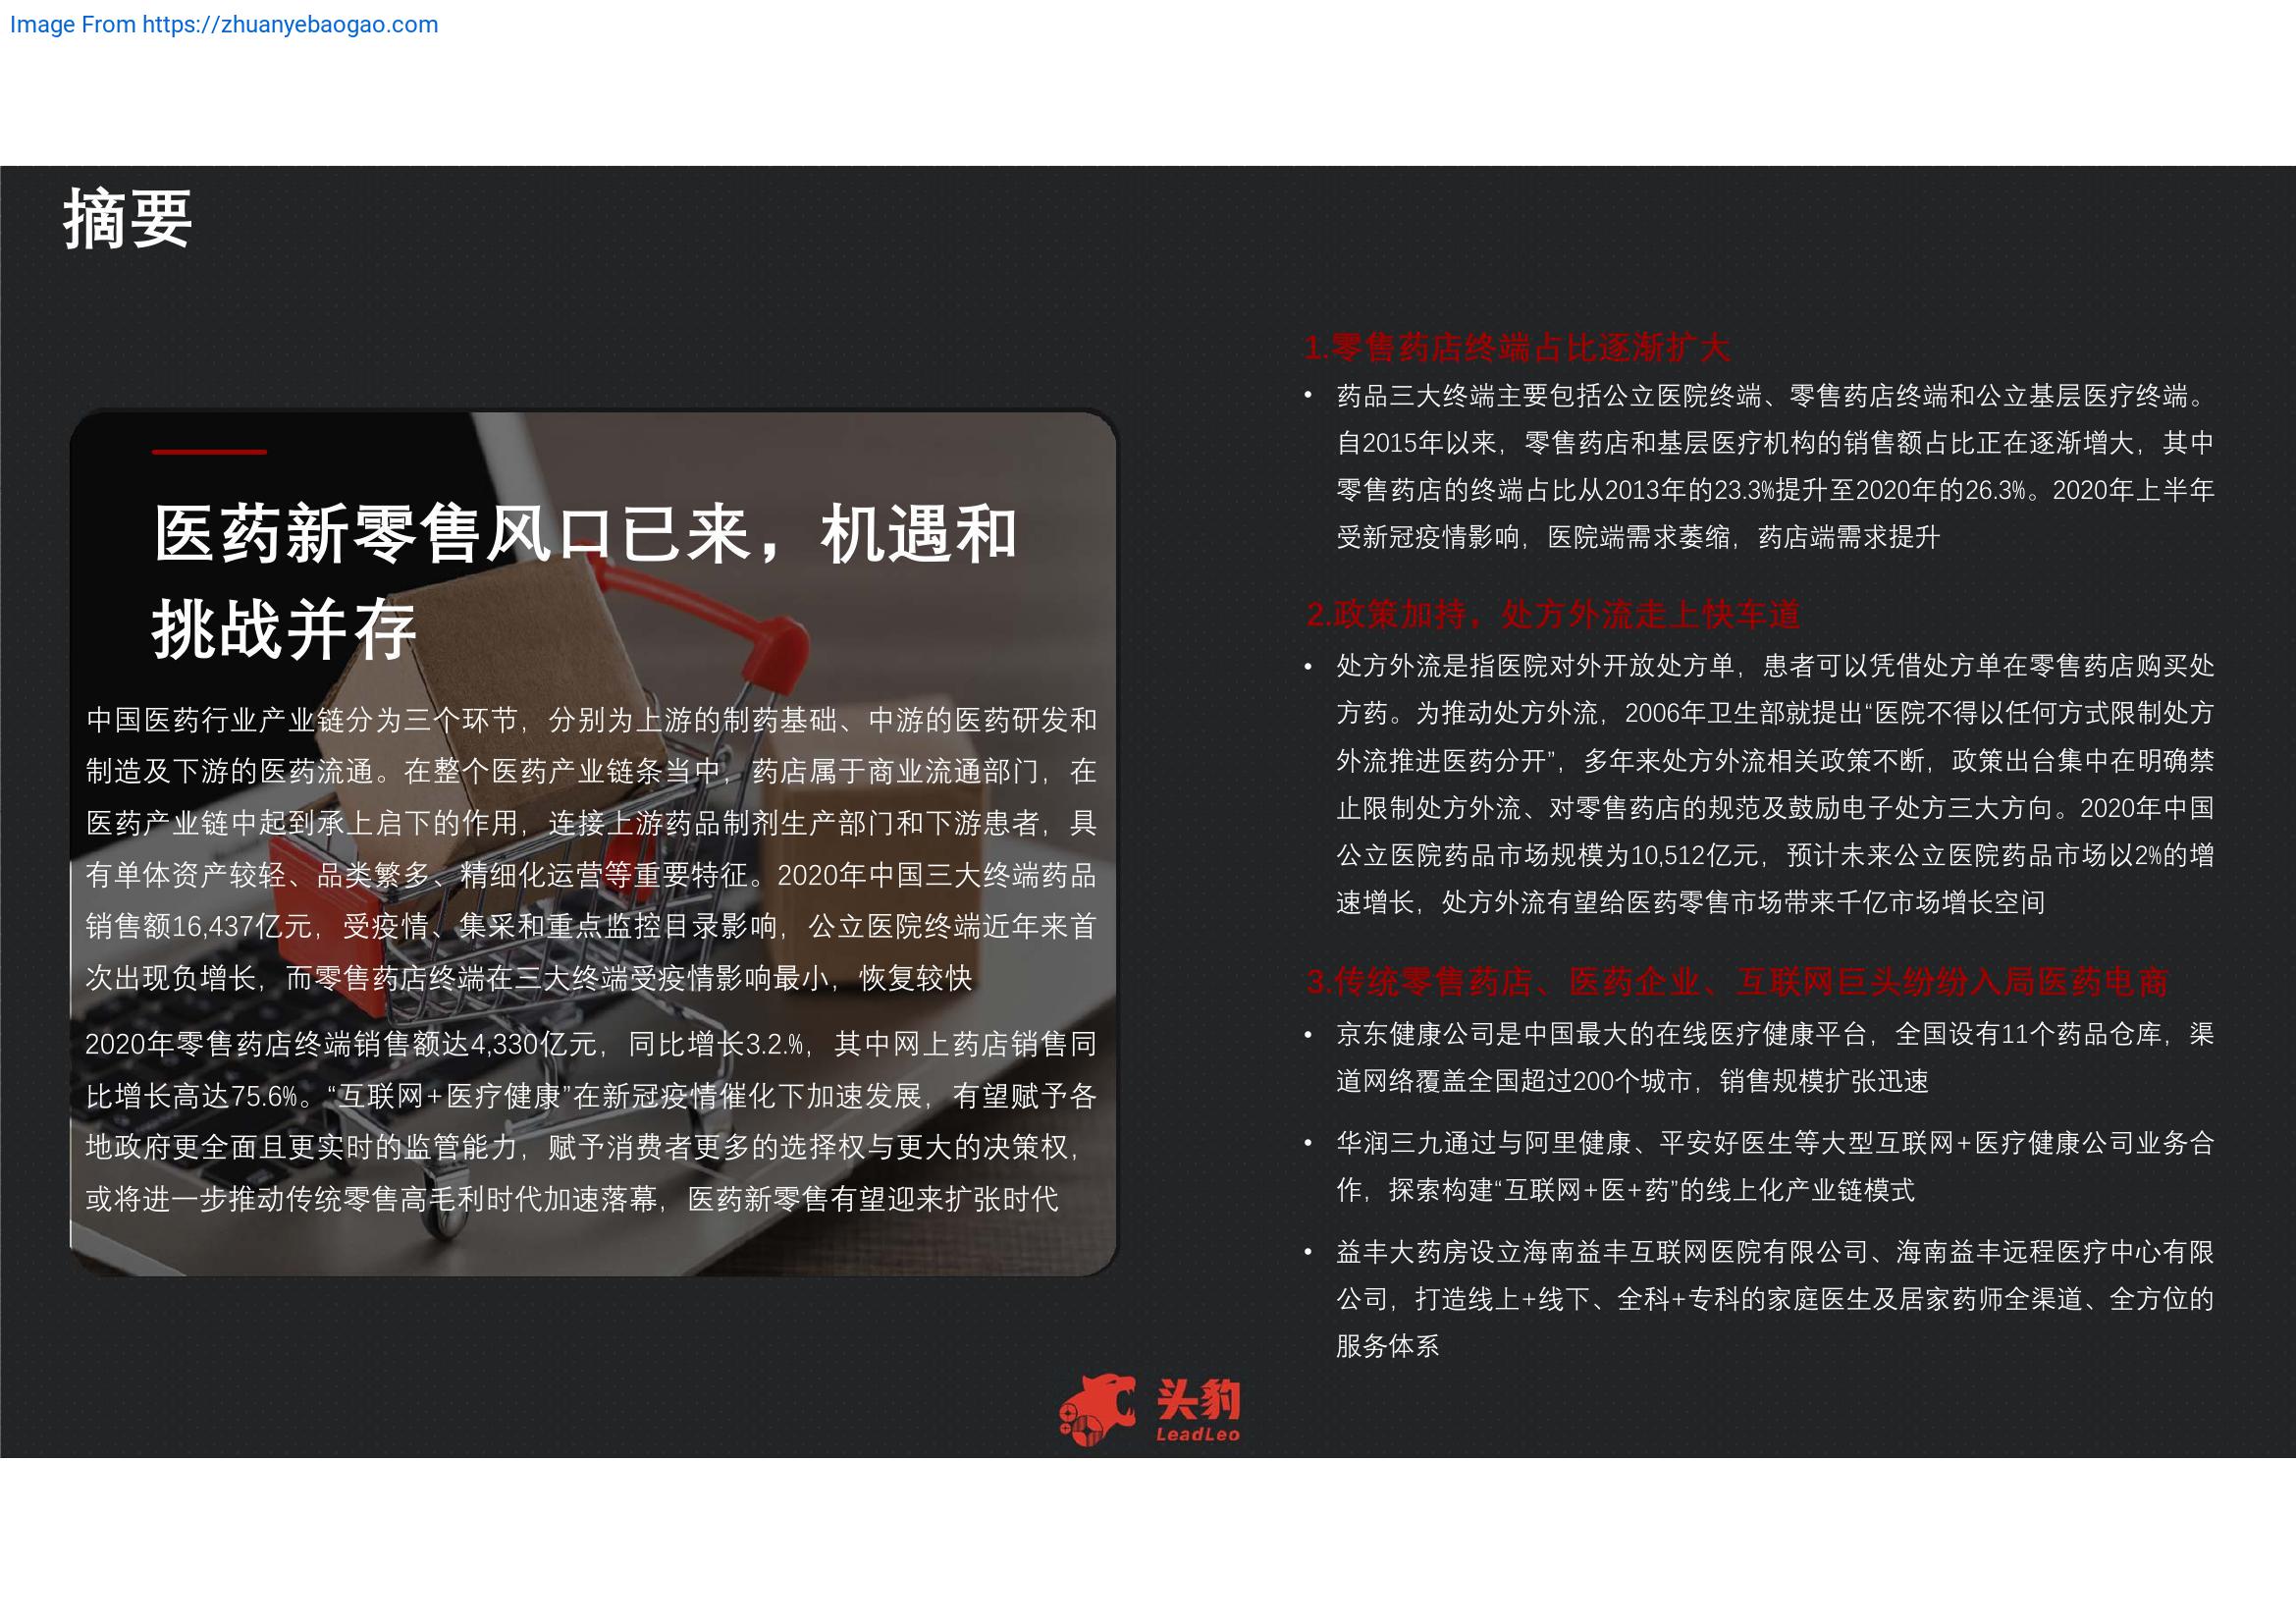 Image From https://zhuanyebaogao.com
摘要
医药新零售风口已来，机遇和
挑战并存
中国医药行业产业链分为三个环节，分别为上游的制药基础、中游的医药研发和
制造及下游的医药流通。在整个医药产业链条当中，药店属于商业流通部门，在
医药产业链中起到承上启下的作用，连接上游药品制剂生产部门和下游患者，具
有单体资产较轻、品类繁多、精细化运营等重要特征。2020年中国三大终端药品
销售额16,437亿元，受疫情、集采和重点监控目录影响，公立医院终端近年来首
次出现负增长，而零售药店终端在三大终端受疫情影响最小，恢复较快
2020年零售药店终端销售额达4,330亿元，同比增长3.2.%，其中网上药店销售同
比增长高达75.6%。“互联网+医疗健康”在新冠疫情催化下加速发展，有望赋予各
地政府更全面且更实时的监管能力，赋予消费者更多的选择权与更大的决策权，
或将进一步推动传统零售高毛利时代加速落幕，医药新零售有望迎来扩张时代
1.零售药店终端占比逐渐扩大
• 药品三大终端主要包括公立医院终端、零售药店终端和公立基层医疗终端。
自2015年以来，零售药店和基层医疗机构的销售额占比正在逐渐增大，其中
零售药店的终端占比从2013年的23.3%提升至2020年的26.3%。2020年上半年
受新冠疫情影响，医院端需求萎缩，药店端需求提升
2.政策加持，处方外流走上快车道
• 处方外流是指医院对外开放处方单，患者可以凭借处方单在零售药店购买处
方药。为推动处方外流，2006年卫生部就提出“医院不得以任何方式限制处方
外流推进医药分开”，多年来处方外流相关政策不断，政策出台集中在明确禁
止限制处方外流、对零售药店的规范及鼓励电子处方三大方向。2020年中国
公立医院药品市场规模为10,512亿元，预计未来公立医院药品市场以2%的增
速增长，处方外流有望给医药零售市场带来千亿市场增长空间
3.传统零售药店、医药企业、互联网巨头纷纷入局医药电商
• 京东健康公司是中国最大的在线医疗健康平台，全国设有11个药品仓库，渠
道网络覆盖全国超过200个城市，销售规模扩张迅速
• 华润三九通过与阿里健康、平安好医生等大型互联网+医疗健康公司业务合
作，探索构建“互联网+医+药”的线上化产业链模式
• 益丰大药房设立海南益丰互联网医院有限公司、海南益丰远程医疗中心有限
公司，打造线上+线下、全科+专科的家庭医生及居家药师全渠道、全方位的
服务体系
头豹
LeadLeo